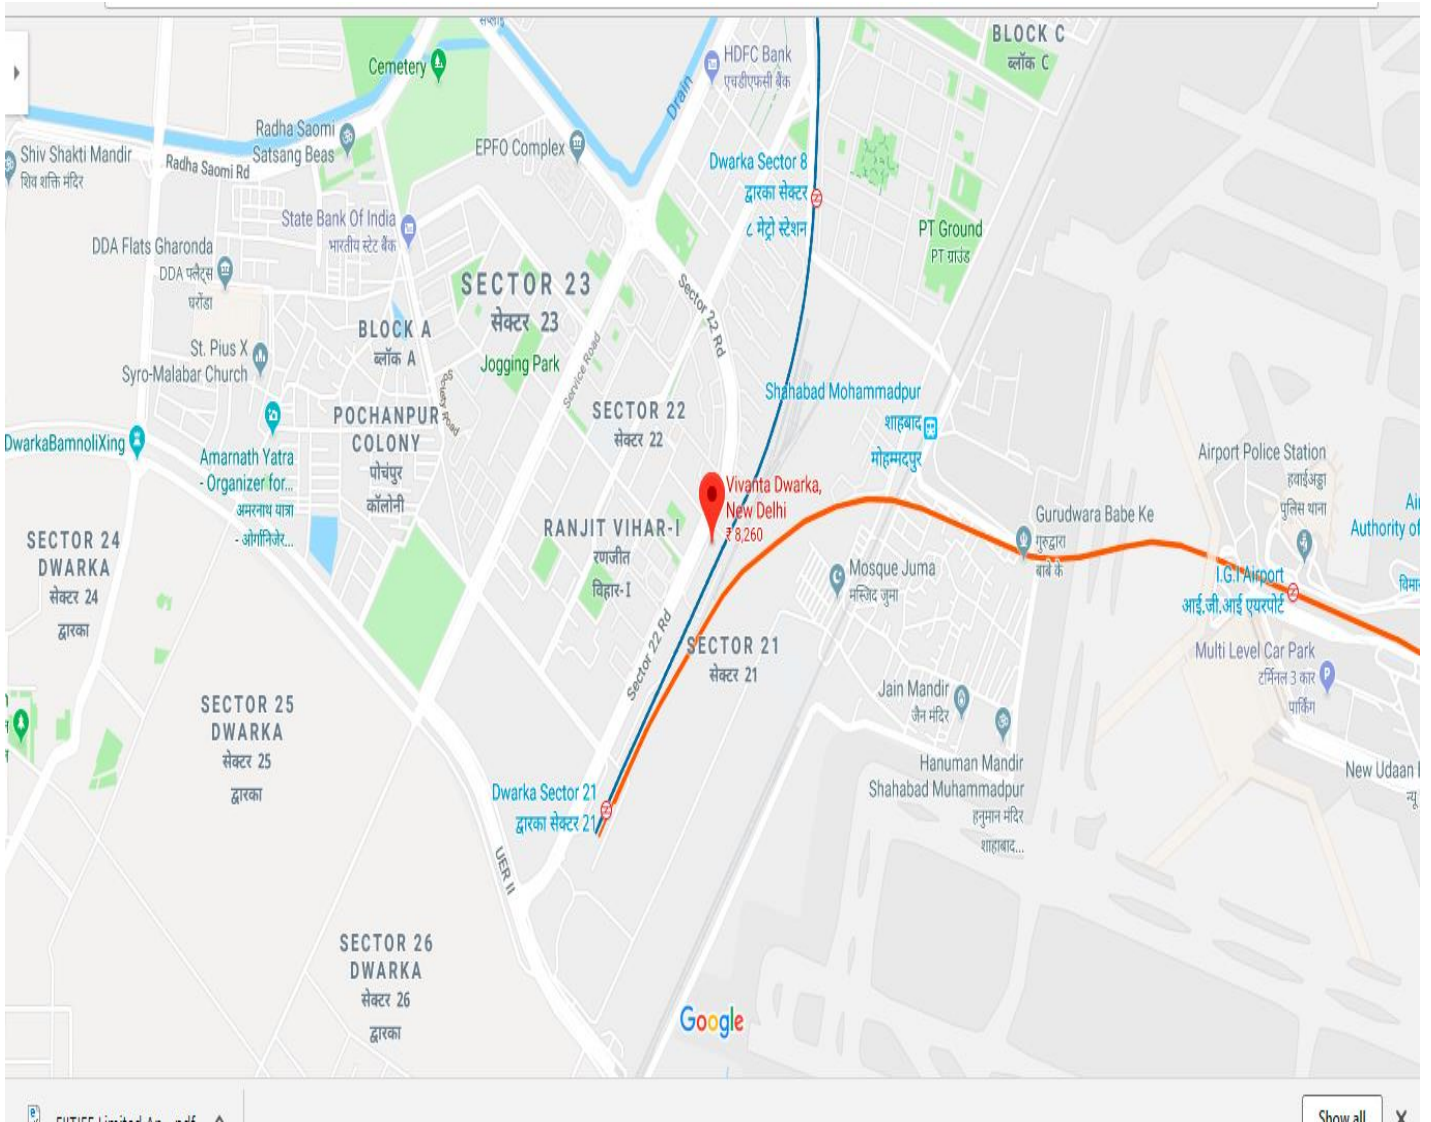 सप्लाई
BLOCK C
ब्लॉक C
HDFC Bank
एचडीएफसी बैंक
Cemetery
Drain
Radha Saomi
Satsang Beas
EPFO Complex
Shiv Shakti Mandir
शिव शक्ति मंदिर
Radha Saomi Rd
Dwarka Sector 8
द्वारका सेक्टर
८ मेट्रो स्टेशन
State Bank Of India
भारतीय स्टेट बैंक
PT Ground
PT ग्राउंड
DDA Flats Gharonda
DDA फ्लैट्स
घरोंडा
SECTOR 23
सेक्टर 23
Sector 22 Rd
BLOCK A
ब्लॉक A
St. Pius X
Syro-Malabar Church
Jogging Park
Service Road
Society Road
Shahabad Mohammadpur
शाहबाद
मोहम्मदपुर
SECTOR 22
सेक्टर 22
POCHANPUR
COLONY
पोचंपुर
कॉलोनी
DwarkaBamnoliXing
Amarnath Yatra
- Organizer for...
अमरनाथ यात्रा
- ओर्गानिजेर...
Airport Police Station
हवाईअड्डा
पुलिस थाना
Vivanta Dwarka,
New Delhi
₹ 8,260
Gurudwara Babe Ke
गुरुद्वारा
बाबे के
Authority of
RANJIT VIHAR-I
रणजीत
विहार-I
SECTOR 24
DWARKA
सेक्टर 24
द्वारका
Mosque Juma
मस्जिद जुमा
I.G.I Airport
आई.जी.आई एयरपोर्ट
Sector 22 Rd
SECTOR 21
सेक्टर 21
Multi Level Car Park
टर्मिनल 3 कार
पार्किंग
Jain Mandir
जैन मंदिर
SECTOR 25
DWARKA
सेक्टर 25
द्वारका
Hanuman Mandir
Shahabad Muhammadpur
हनुमान मंदिर
शाहाबाद...
New Udaan
Dwarka Sector 21
द्वारका सेक्टर 21
UER II
SECTOR 26
DWARKA
सेक्टर 26
द्वारका
Google
Show all